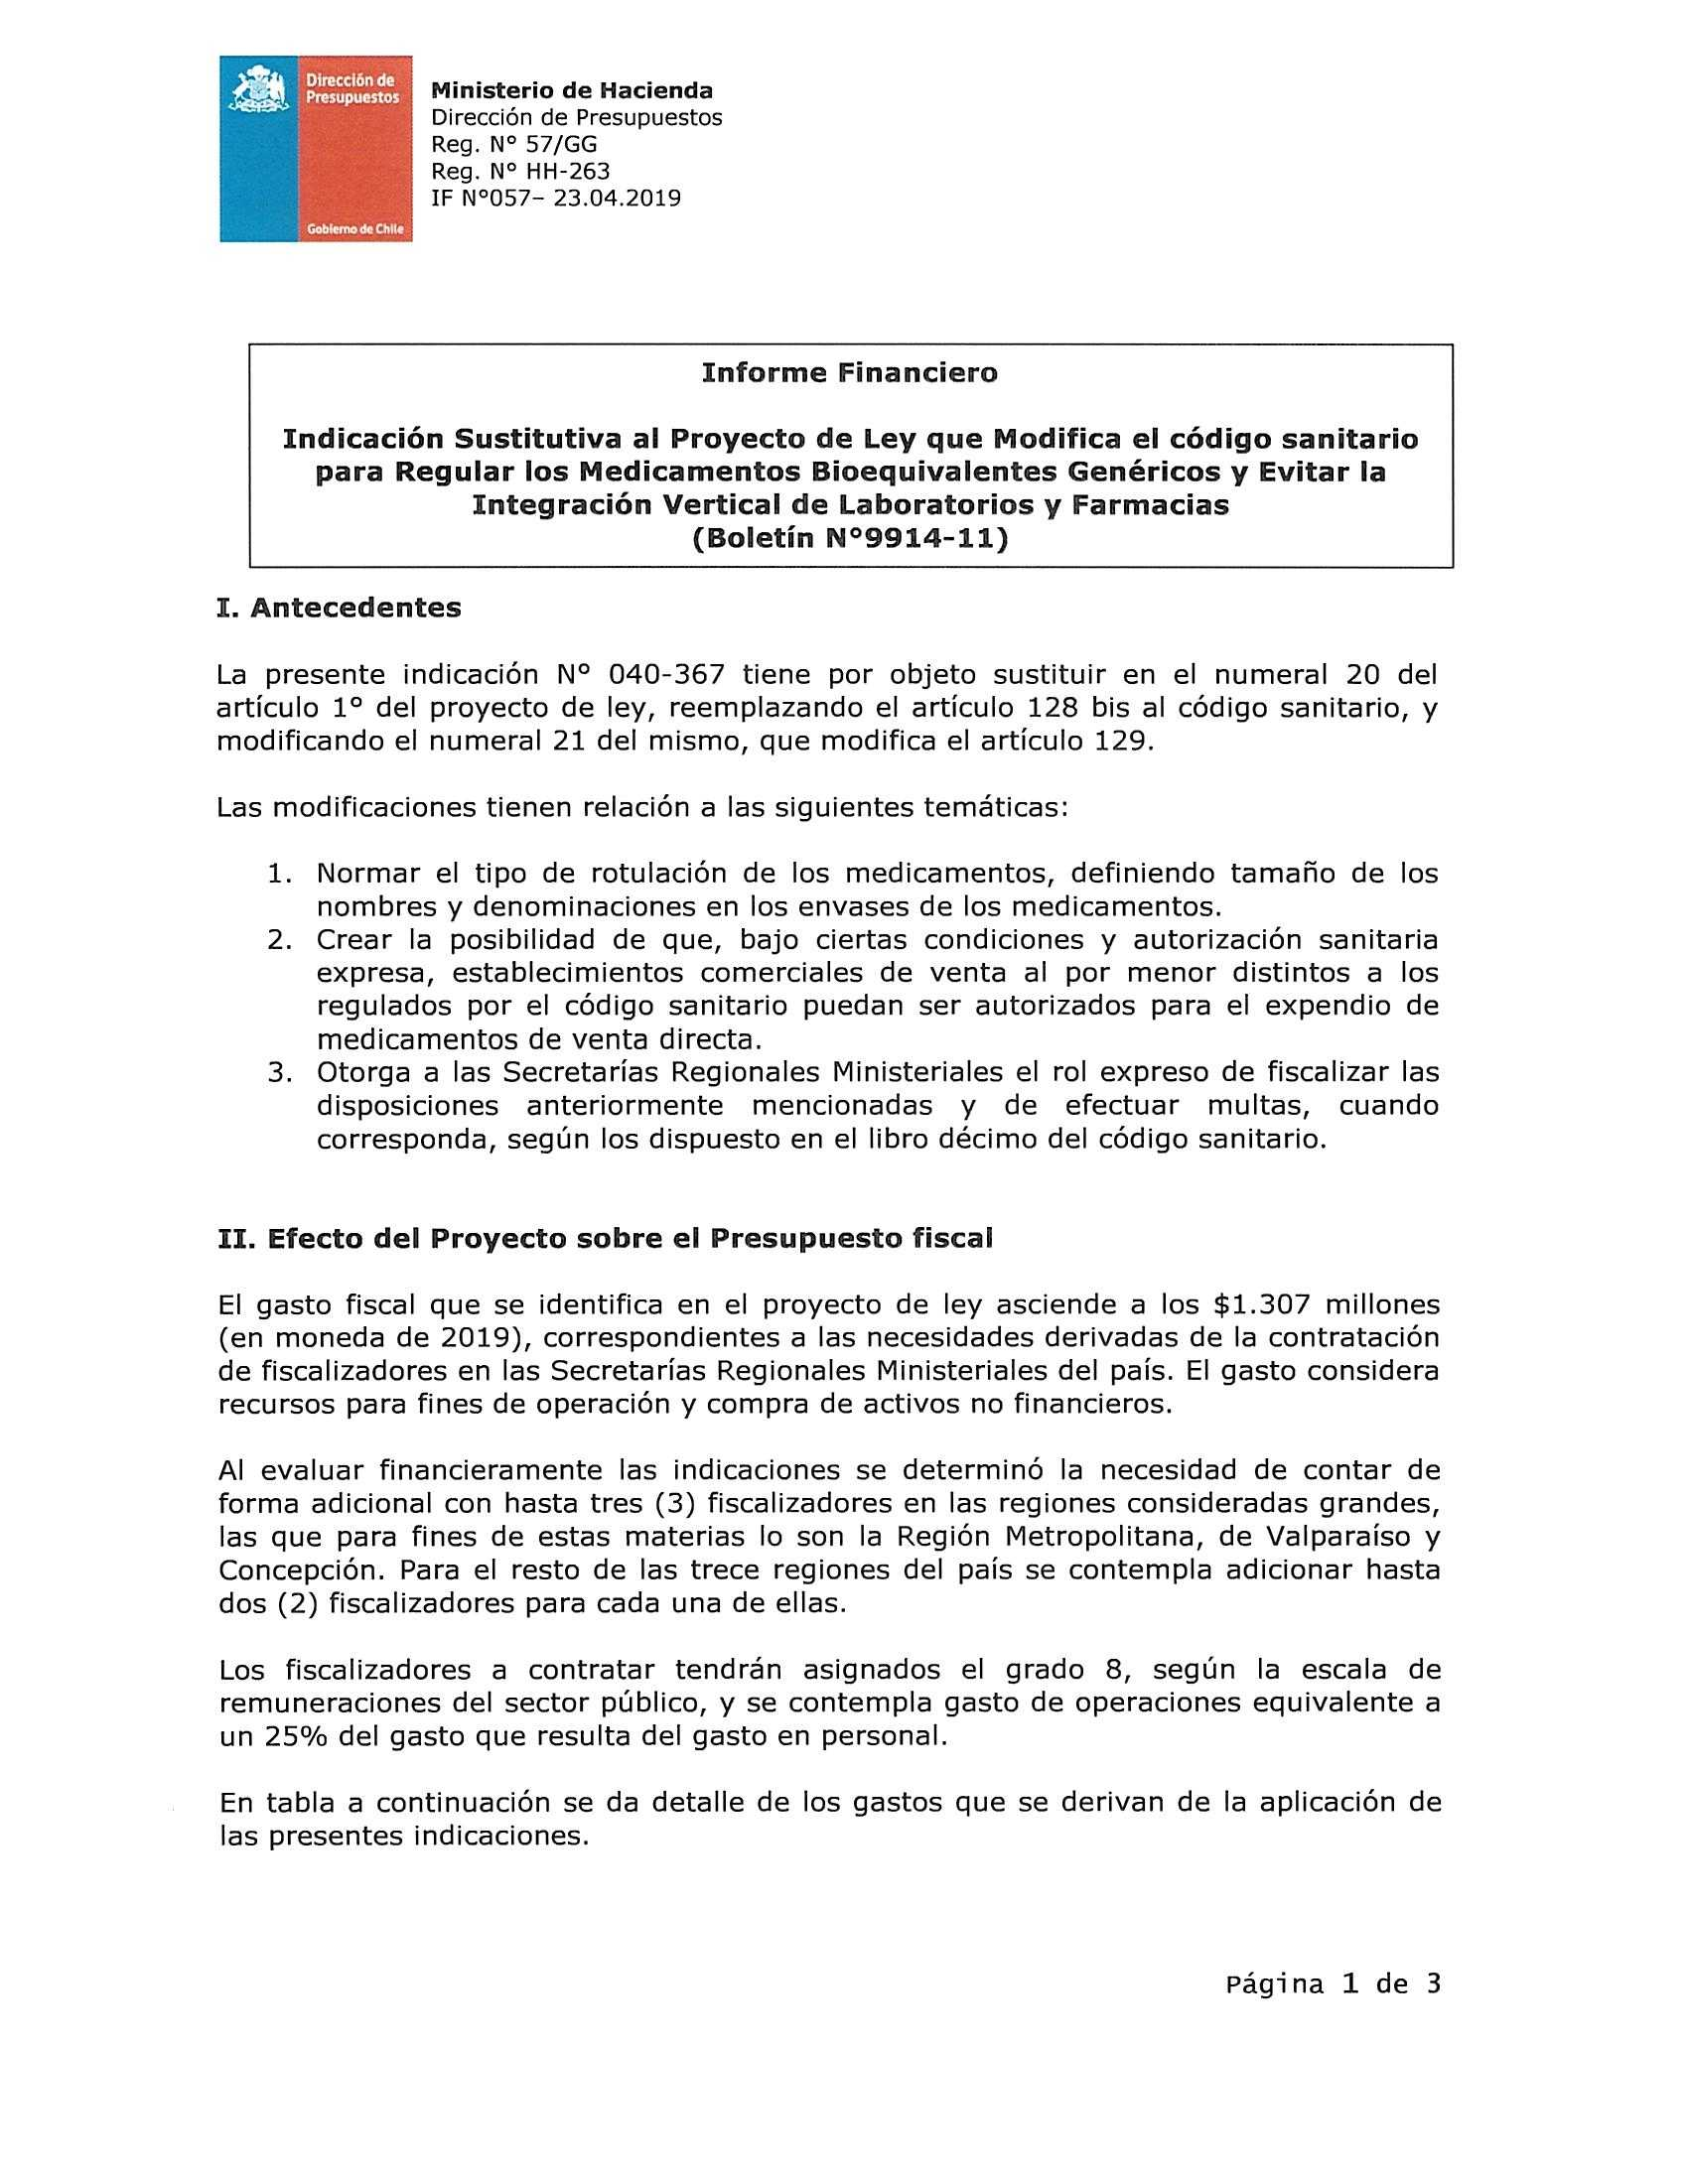 Dirección de
Presupuestos
Gobierno de Chile
Ministerio de Hacienda
Dirección de Presupuestos
Reg. Nº 57/GG
Reg. Nº HH-263
IF Nº057– 23.04.2019
Informe Financiero
Indicación Sustitutiva al Proyecto de Ley que Modifica el código sanitario
para Regular los Medicamentos Bioequivalentes Genéricos y Evitar la
Integración Vertical de Laboratorios y Farmacias
(Boletín Nº9914-11)
I. Antecedentes
La presente indicación Nº 040-367 tiene por objeto sustituir en el numeral 20 del
artículo 1º del proyecto de ley, reemplazando el artículo 128 bis al código sanitario, y
modificando el numeral 21 del mismo, que modifica el artículo 129.
Las modificaciones tienen relación a las siguientes temáticas:
1. Normar el tipo de rotulación de los medicamentos, definiendo tamaño de los
nombres y denominaciones en los envases de los medicamentos.
2. Crear la posibilidad de que, bajo ciertas condiciones y autorización sanitaria
expresa, establecimientos comerciales de venta al por menor distintos a los
regulados por el código sanitario puedan ser autorizados para el expendio de
medicamentos de venta directa.
3. Otorga a las Secretarías Regionales Ministeriales el rol expreso de fiscalizar las
disposiciones anteriormente mencionadas y de efectuar multas, cuando
corresponda, según los dispuesto en el libro décimo del código sanitario.
II. Efecto del Proyecto sobre el Presupuesto fiscal
El gasto fiscal que se identifica en el proyecto de ley asciende a los $1.307 millones
(en moneda de 2019), correspondientes a las necesidades derivadas de la contratación
de fiscalizadores en las Secretarías Regionales Ministeriales del país. El gasto considera
recursos para fines de operación y compra de activos no financieros.
Al evaluar financieramente las indicaciones se determinó la necesidad de contar de
forma adicional con hasta tres (3) fiscalizadores en las regiones consideradas grandes,
las que para fines de estas materias lo son la Región Metropolitana, de Valparaíso y
Concepción. Para el resto de las trece regiones del país se contempla adicionar hasta
dos (2) fiscalizadores para cada una de ellas.
Los fiscalizadores a contratar tendrán asignados el grado 8, según la escala de
remuneraciones del sector público, y se contempla gasto de operaciones equivalente a
un 25% del gasto que resulta del gasto en personal.
En tabla a continuación se da detalle de los gastos que se derivan de la aplicación de
las presentes indicaciones.
Página 1 de 3